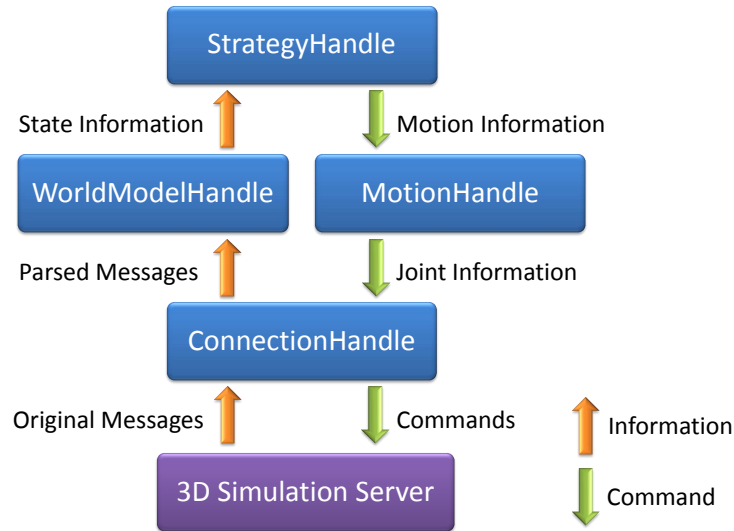 StrategyHandle
State Information
Motion Information
WorldModelHandle
MotionHandle
Parsed Messages
Joint Information
ConnectionHandle
Original Messages
Commands
Information
3D Simulation Server
Command